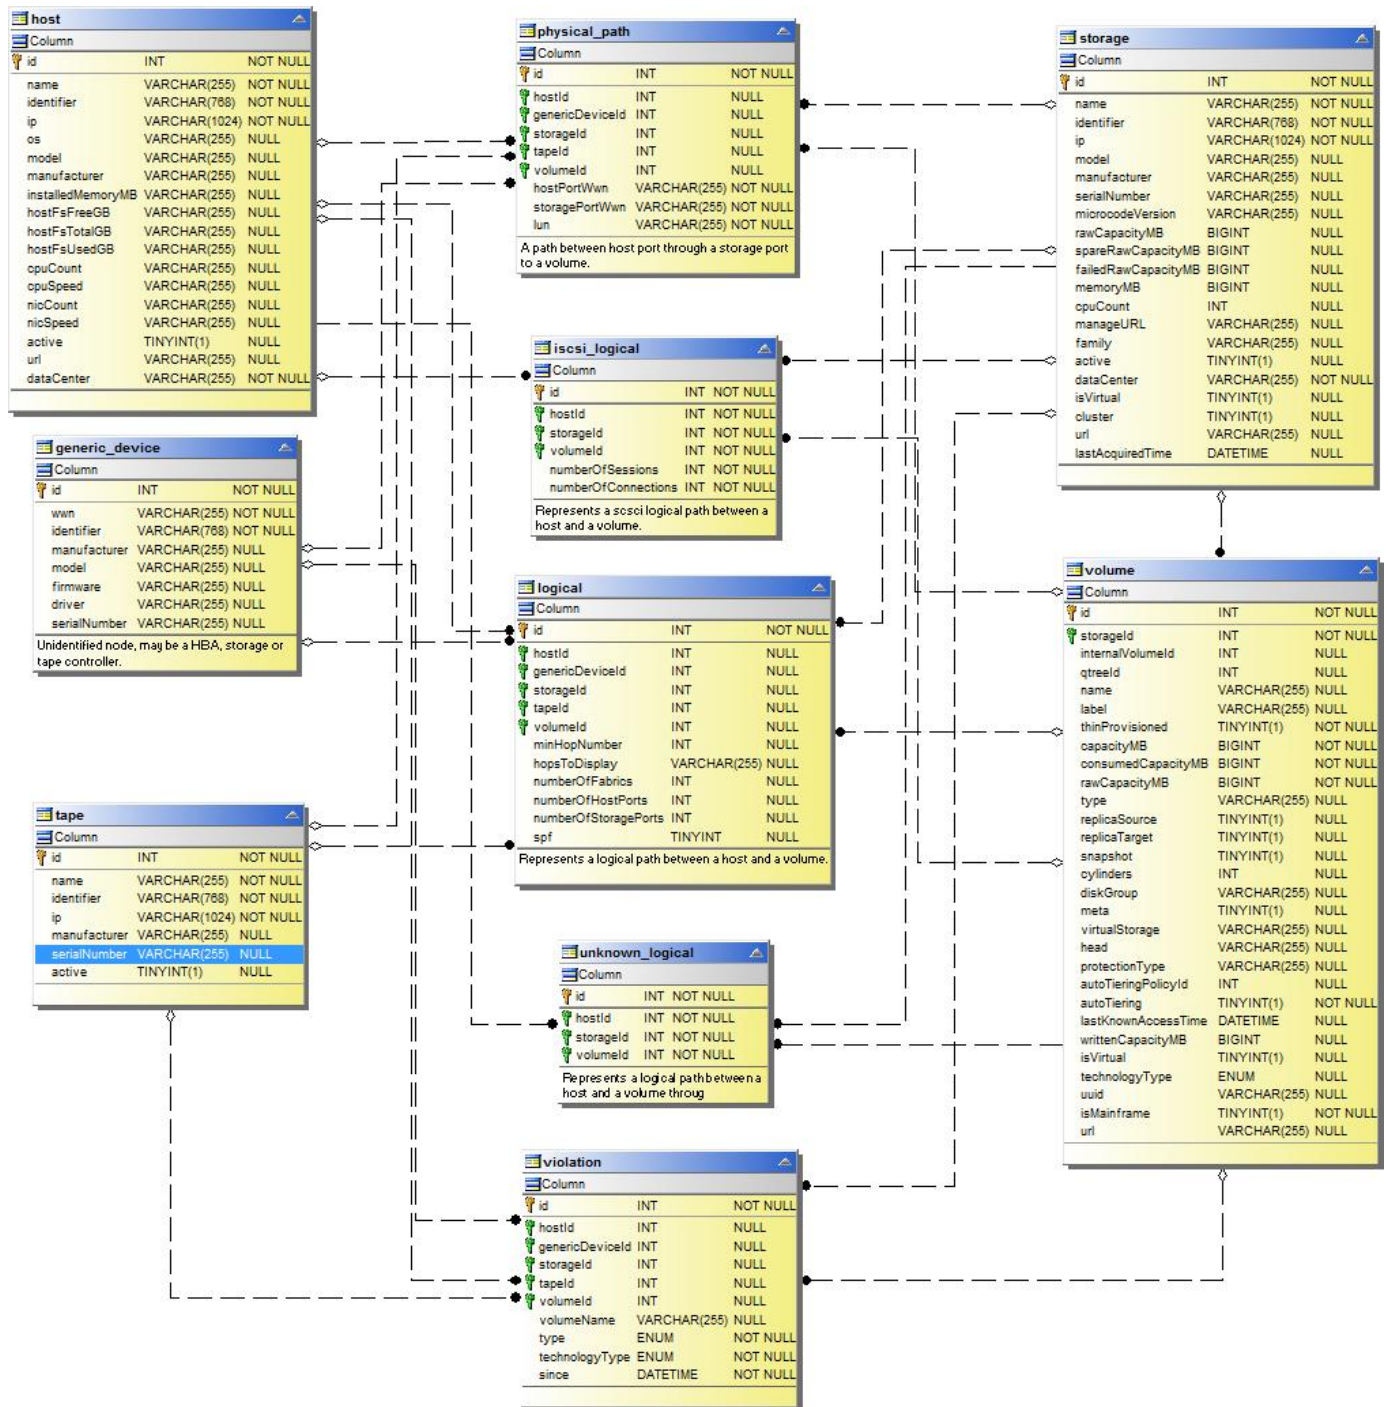 host
Column
id INT NOT NULL
name VARCHAR(255) NOT NULL
identifier VARCHAR(768) NOT NULL
ip VARCHAR(1024) NOT NULL
os VARCHAR(255) NULL
model VARCHAR(255) NULL
manufacturer VARCHAR(255) NULL
installedMemoryMB VARCHAR(255) NULL
hostFsFreeGB VARCHAR(255) NULL
hostFsTotalGB VARCHAR(255) NULL
hostFsUsedGB VARCHAR(255) NULL
cpuCount VARCHAR(255) NULL
cpuSpeed VARCHAR(255) NULL
nicCount VARCHAR(255) NULL
nicSpeed VARCHAR(255) NULL
active TINYINT(1) NULL
url VARCHAR(255) NULL
dataCenter VARCHAR(255) NOT NULL
generic_device
Column
id INT NOT NULL
wwn VARCHAR(255) NOT NULL
identifier VARCHAR(768) NOT NULL
manufacturer VARCHAR(255) NULL
model VARCHAR(255) NULL
firmware VARCHAR(255) NULL
driver VARCHAR(255) NULL
serialNumber VARCHAR(255) NULL
Unidentified node, may be a HBA, storage or
tape controller.
tape
Column
id INT NOT NULL
name VARCHAR(255) NOT NULL
identifier VARCHAR(768) NOT NULL
ip VARCHAR(1024) NOT NULL
manufacturer VARCHAR(255) NULL
serialNumber VARCHAR(255) NULL
active TINYINT(1) NULL
physical_path
Column
id INT NOT NULL
hostId INT NULL
genericDeviceId INT NULL
storageId INT NULL
tapeId INT NULL
volumeId INT NULL
hostPortWwn VARCHAR(255) NOT NULL
storagePortWwn VARCHAR(255) NOT NULL
lun VARCHAR(255) NOT NULL
A path between host port through a storage port
to a volume.
iscsi_logical
Column
id INT NOT NULL
hostId INT NOT NULL
storageId INT NOT NULL
volumeId INT NOT NULL
numberOfSessions INT NOT NULL
numberOfConnections INT NOT NULL
Represents a scsci logical path between a
host and a volume.
logical
Column
id INT NOT NULL
hostId INT NULL
genericDeviceId INT NULL
storageId INT NULL
tapeId INT NULL
volumeId INT NULL
minHopNumber INT NULL
hopsToDisplay VARCHAR(255) NULL
numberOfFabrics INT NULL
numberOfHostPorts INT NULL
numberOfStoragePorts INT NULL
spf TINYINT NULL
Represents a logical path between a host and a volume.
unknown_logical
Column
id INT NOT NULL
hostId INT NOT NULL
storageId INT NOT NULL
volumeId INT NOT NULL
Represents a logical path between a
host and a volume throug
violation
Column
id INT NOT NULL
hostId INT NULL
genericDeviceId INT NULL
storageId INT NULL
tapeId INT NULL
volumeId INT NULL
volumeName VARCHAR(255) NULL
type ENUM NOT NULL
technologyType ENUM NOT NULL
since DATETIME NOT NULL
storage
Column
id INT NOT NULL
name VARCHAR(255) NOT NULL
identifier VARCHAR(768) NOT NULL
ip VARCHAR(1024) NOT NULL
model VARCHAR(255) NULL
manufacturer VARCHAR(255) NULL
serialNumber VARCHAR(255) NULL
microcodeVersion VARCHAR(255) NULL
rawCapacityMB BIGINT NULL
spareRawCapacityMB BIGINT NULL
failedRawCapacityMB BIGINT NULL
memoryMB BIGINT NULL
cpuCount INT NULL
manageURL VARCHAR(255) NULL
family VARCHAR(255) NULL
active TINYINT(1) NULL
dataCenter VARCHAR(255) NOT NULL
isVirtual TINYINT(1) NULL
cluster TINYINT(1) NULL
url VARCHAR(255) NULL
lastAcquiredTime DATETIME NULL
volume
Column
id INT NOT NULL
storageId INT NOT NULL
internalVolumeId INT NULL
qtreeId INT NULL
name VARCHAR(255) NULL
label VARCHAR(255) NULL
thinProvisioned TINYINT(1) NOT NULL
capacityMB BIGINT NOT NULL
consumedCapacityMB BIGINT NOT NULL
rawCapacityMB BIGINT NOT NULL
type VARCHAR(255) NULL
replicaSource TINYINT(1) NULL
replicaTarget TINYINT(1) NULL
snapshot TINYINT(1) NULL
cylinders INT NULL
diskGroup VARCHAR(255) NULL
meta TINYINT(1) NULL
virtualStorage VARCHAR(255) NULL
head VARCHAR(255) NULL
protectionType VARCHAR(255) NULL
autoTieringPolicyId INT NULL
autoTiering TINYINT(1) NOT NULL
lastKnownAccessTime DATETIME NULL
writtenCapacityMB BIGINT NULL
isVirtual TINYINT(1) NULL
technologyType ENUM NULL
uuid VARCHAR(255) NULL
isMainframe TINYINT(1) NOT NULL
url VARCHAR(255) NULL